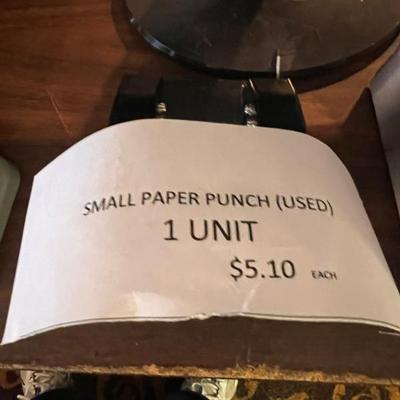 SMALL PAPER PUNCH (USED)
1 UNIT
$5.10 EACH